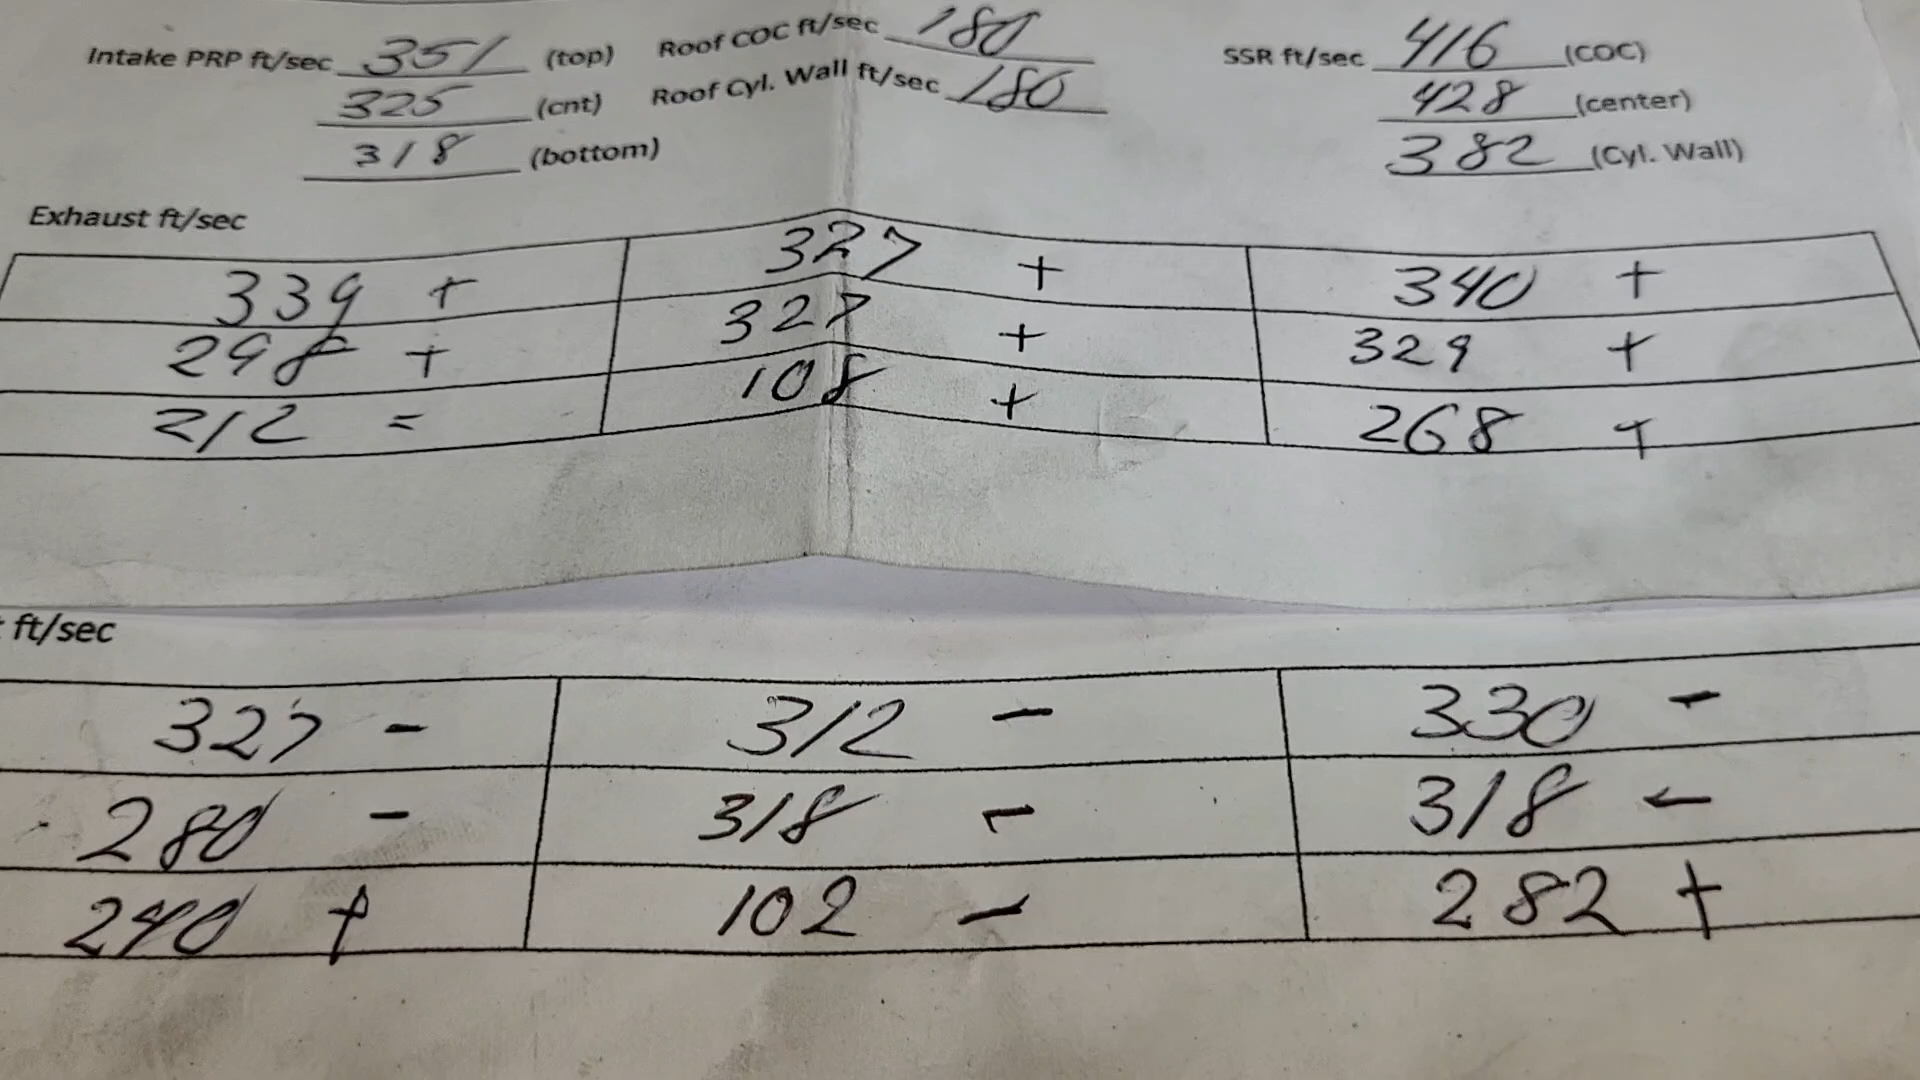 Intake PRP ft/sec 351 (top) Roof COC ft/sec 180 SSR ft/sec 416 (COC)
325 (cnt) Roof Cyl. Wall ft/sec 180 428 (center)
318 (bottom) 382 (Cyl. Wall)
Exhaust ft/sec
339 + 327 + 340 +
298 + 327 + 329 +
212 = 108 + 268 +
ft/sec
327 - 312 - 330 -
280 - 318 - 318 -
240 + 102 - 282 +